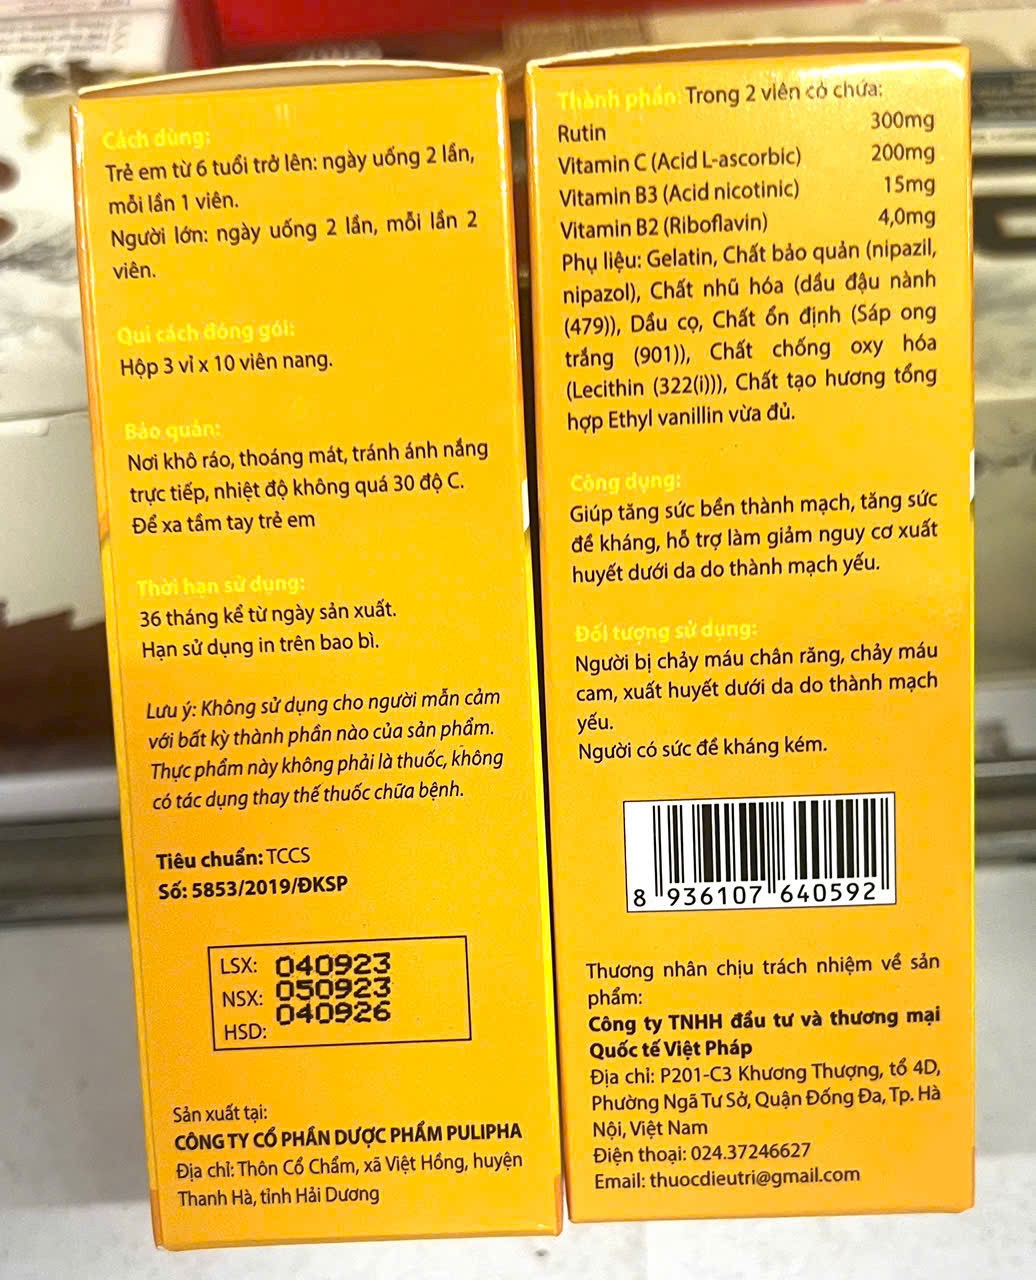 Cách dùng:
Trẻ em từ 6 tuổi trở lên: ngày uống 2 lần,
mỗi lần 1 viên.
Người lớn: ngày uống 2 lần, mỗi lần 2
viên.
Qui cách đóng gói:
Hộp 3 vỉ x 10 viên nang.
Bảo quản:
Nơi khô ráo, thoáng mát, tránh ánh nắng
trực tiếp, nhiệt độ không quá 30 độ C.
Để xa tầm tay trẻ em
Thời hạn sử dụng:
36 tháng kể từ ngày sản xuất.
Hạn sử dụng in trên bao bì.
Lưu ý: Không sử dụng cho người mẫn cảm
với bất kỳ thành phần nào của sản phẩm.
Thực phẩm này không phải là thuốc, không
có tác dụng thay thế thuốc chữa bệnh.
Tiêu chuẩn: TCCS
Số: 5853/2019/ĐKSP
LSX: 040923
NSX: 050923
HSD: 040926
Sản xuất tại:
CÔNG TY CỔ PHẦN DƯỢC PHẨM PULIPHA
Địa chỉ: Thôn Cổ Chẩm, xã Việt Hồng, huyện
Thanh Hà, tỉnh Hải Dương
Thành phần: Trong 2 viên có chứa:
Rutin 300mg
Vitamin C (Acid L-ascorbic) 200mg
Vitamin B3 (Acid nicotinic) 15mg
Vitamin B2 (Riboflavin) 4,0mg
Phụ liệu: Gelatin, Chất bảo quản (nipazil,
nipazol), Chất nhũ hóa (dầu đậu nành
(479)), Dầu cọ, Chất ổn định (Sáp ong
trắng (901)), Chất chống oxy hóa
(Lecithin (322(i))), Chất tạo hương tổng
hợp Ethyl vanillin vừa đủ.
Công dụng:
Giúp tăng sức bền thành mạch, tăng sức
đề kháng, hỗ trợ làm giảm nguy cơ xuất
huyết dưới da do thành mạch yếu.
Đối tượng sử dụng:
Người bị chảy máu chân răng, chảy máu
cam, xuất huyết dưới da do thành mạch
yếu.
Người có sức đề kháng kém.
8 936107 640592
Thương nhân chịu trách nhiệm về sản
phẩm:
Công ty TNHH đầu tư và thương mại
Quốc tế Việt Pháp
Địa chỉ: P201-C3 Khương Thượng, tổ 4D,
Phường Ngã Tư Sở, Quận Đống Đa, Tp. Hà
Nội, Việt Nam
Điện thoại: 024.37246627
Email: thuocdieutri@gmail.com